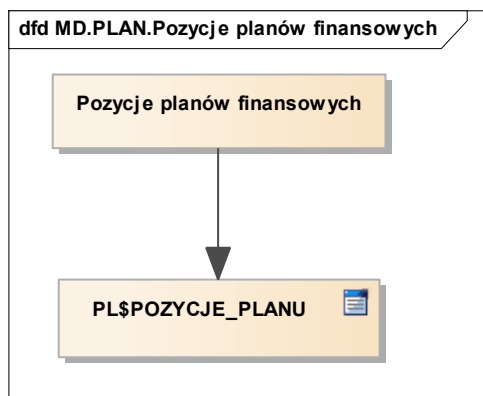 dfd MD.PLAN.Pozycje planów finansowych
Pozycje planów finansowych
PL$POZYCJE_PLANU